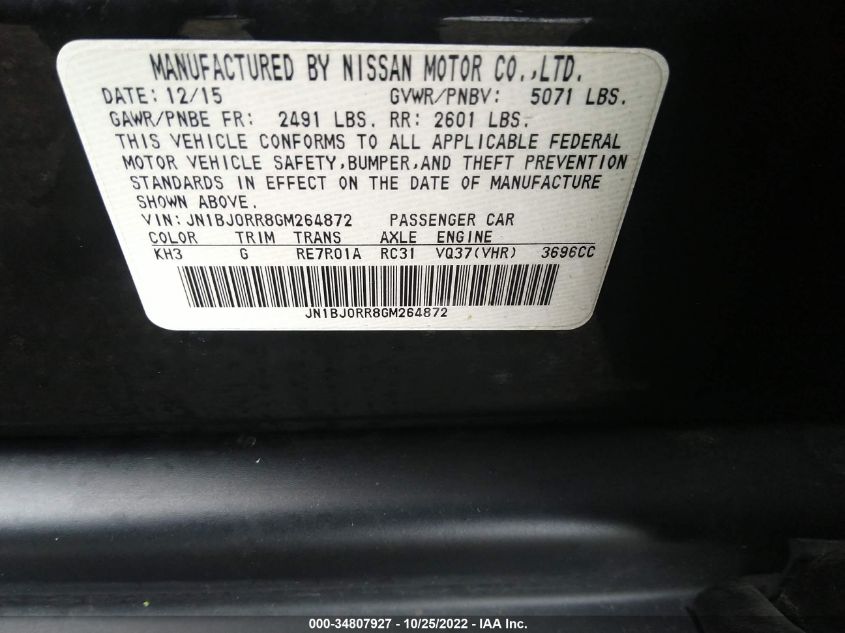 MANUFACTURED BY NISSAN MOTOR CO.,LTD.
DATE: 12/15 GVWR/PNBV: 5071 LBS.
GAWR/PNBE FR: 2491 LBS. RR: 2601 LBS.
THIS VEHICLE CONFORMS TO ALL APPLICABLE FEDERAL
MOTOR VEHICLE SAFETY,BUMPER,AND THEFT PREVENTION
STANDARDS IN EFFECT ON THE DATE OF MANUFACTURE
SHOWN ABOVE.
VIN: JN1BJ0RR8GM264872 PASSENGER CAR
COLOR TRIM TRANS AXLE ENGINE
KH3 G RE7R01A RC31 VQ37(VHR) 3696CC
JN1BJ0RR8GM264872
000-34807927 - 10/25/2022 - IAA Inc.